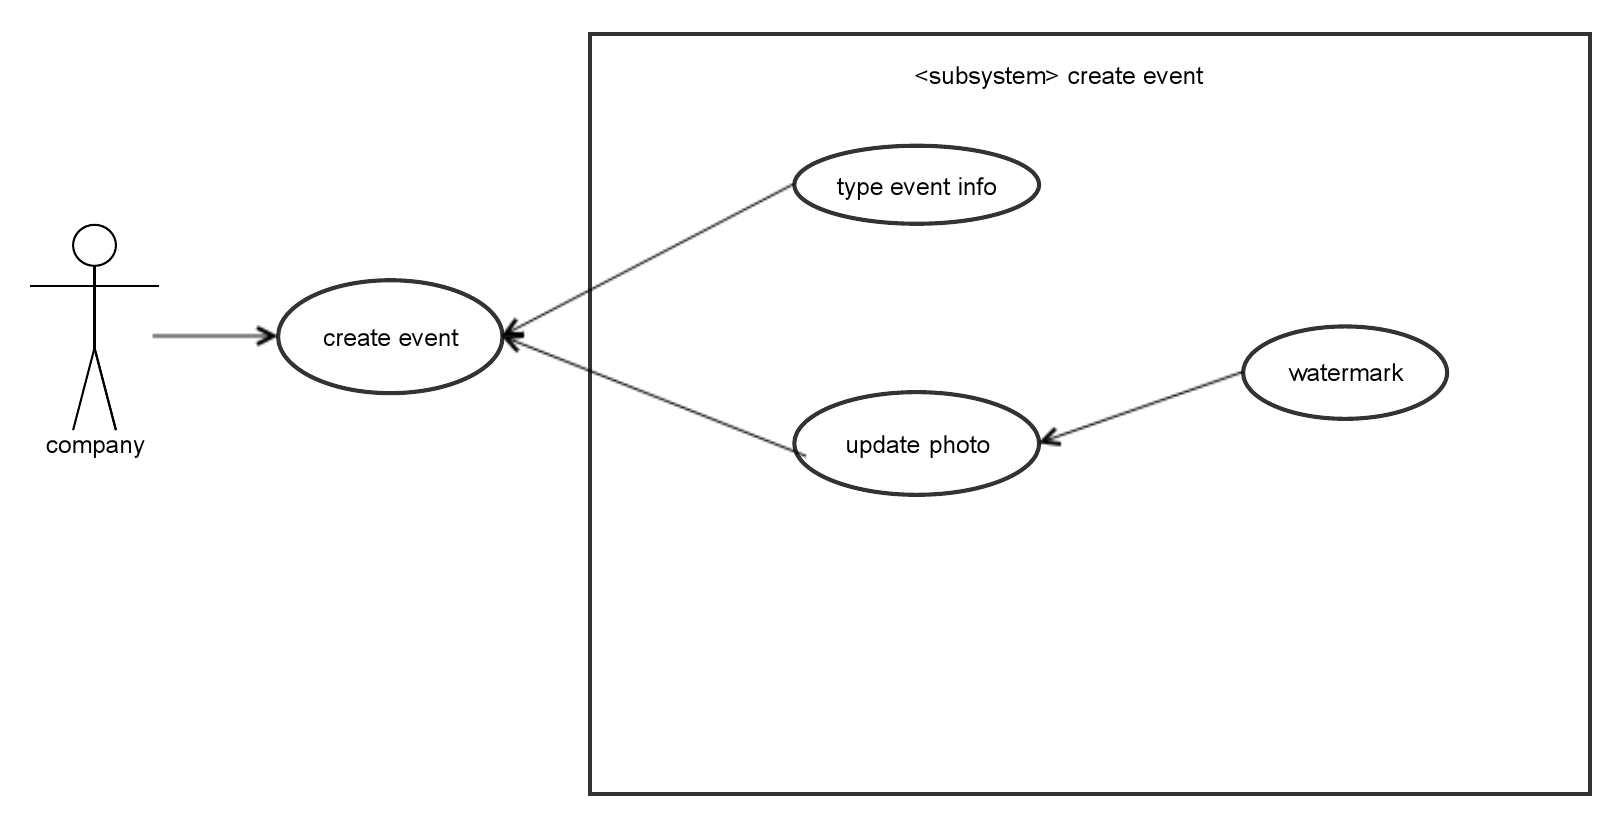 <subsystem> create event
type event info
create event
watermark
update photo
company